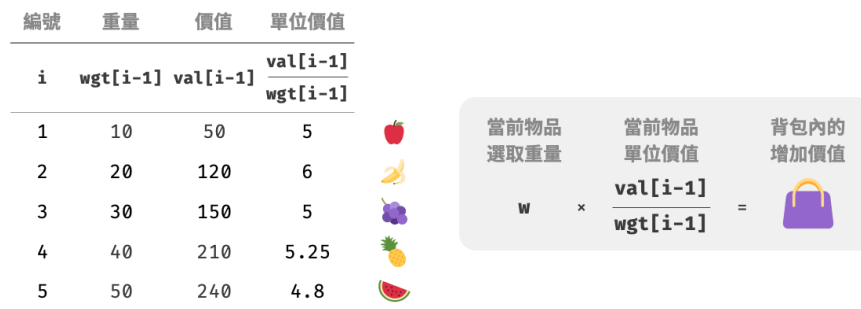 編號 重量 價值 單位價值
i wgt[i-1] val[i-1] val[i-1]
wgt[i-1]
1 10 50 5
2 20 120 6
3 30 150 5
4 40 210 5.25
5 50 240 4.8
當前物品 當前物品 背包內的
選取重量 單位價值 增加價值
w × val[i-1] =
wgt[i-1]